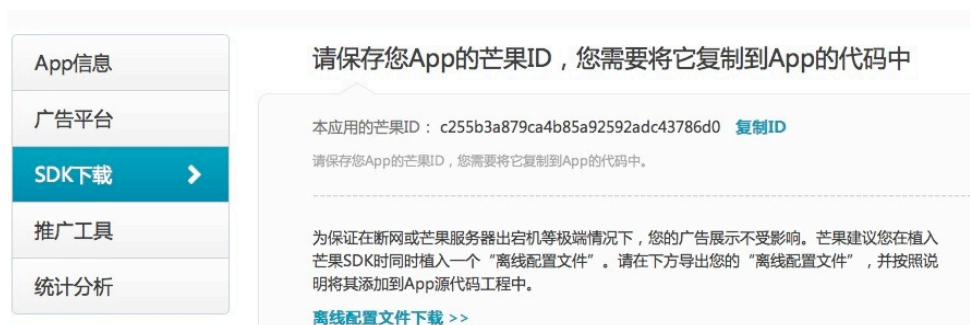 App信息
广告平台
SDK下载
推广工具
统计分析
请保存您App的芒果ID，您需要将它复制到App的代码中
本应用的芒果ID： c255b3a879ca4b85a92592adc43786d0 复制ID
请保存您App的芒果ID，您需要将它复制到App的代码中。
为保证在断网或芒果服务器出宕机等极端情况下，您的广告展示不受影响。芒果建议您在植入
芒果SDK时同时植入一个“离线配置文件”。请在下方导出您的“离线配置文件”，并按照说
明将其添加到App源代码工程中。
离线配置文件下载 >>